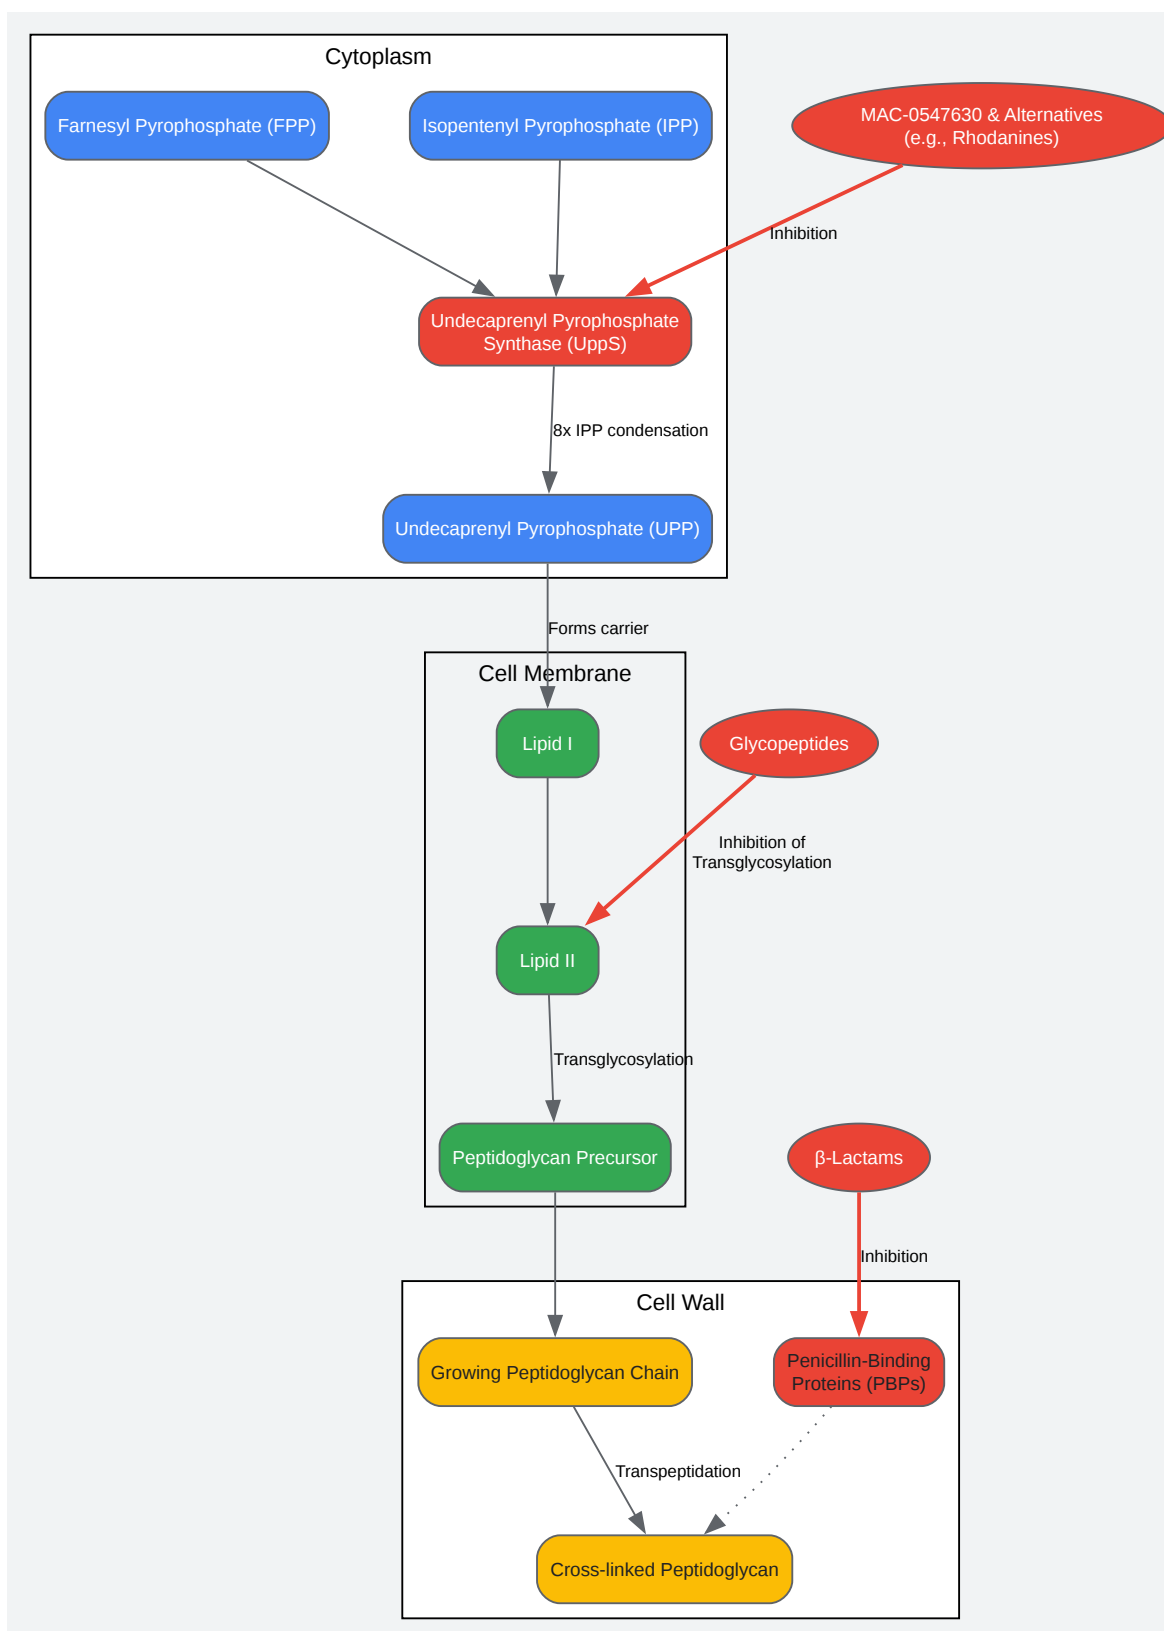 Cytoplasm
Farnesyl Pyrophosphate (FPP)
Isopentenyl Pyrophosphate (IPP)
MAC-0547630 & Alternatives
(e.g., Rhodanines)
Inhibition
Undecaprenyl Pyrophosphate
Synthase (UppS)
8x IPP condensation
Undecaprenyl Pyrophosphate (UPP)
Forms carrier
Cell Membrane
Lipid I
Glycopeptides
Inhibition of
Transglycosylation
Lipid II
Transglycosylation
Peptidoglycan Precursor
β-Lactams
Inhibition
Cell Wall
Growing Peptidoglycan Chain
Penicillin-Binding
Proteins (PBPs)
Transpeptidation
Cross-linked Peptidoglycan